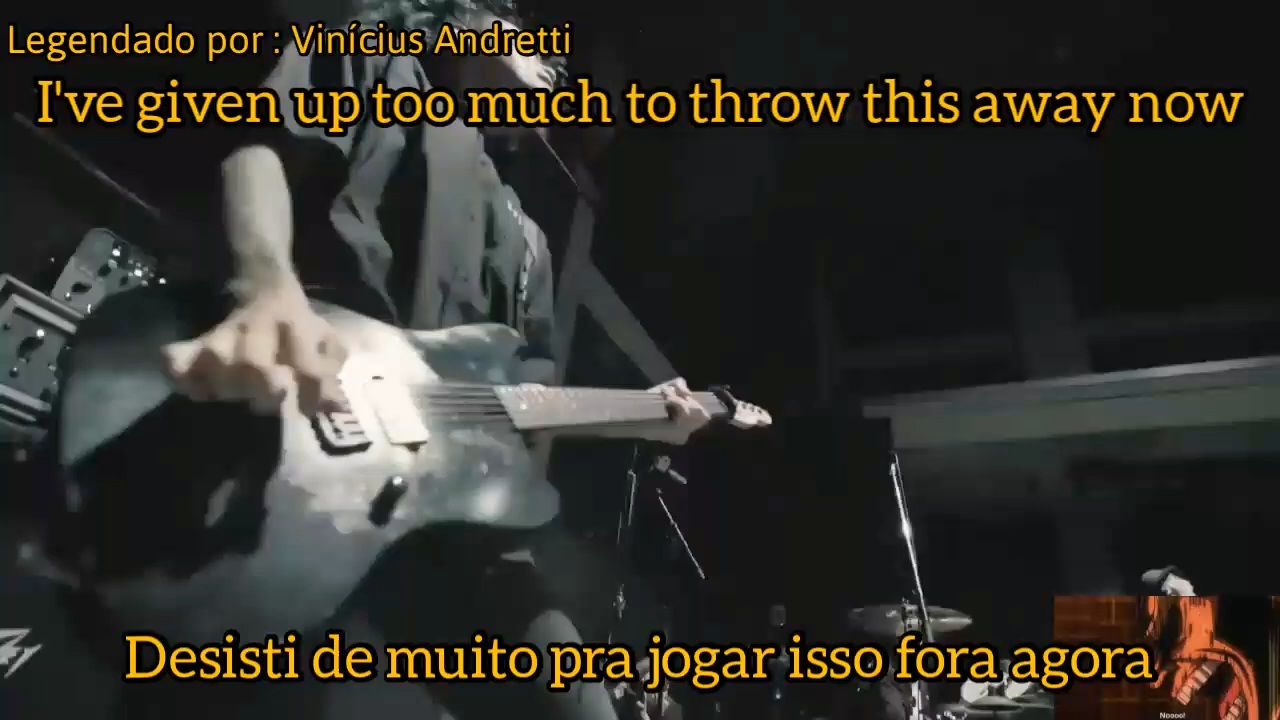 Legendado por : Vinícius Andretti
I've given up too much to throw this away now
Desisti de muito pra jogar isso fora agora
Noooo!